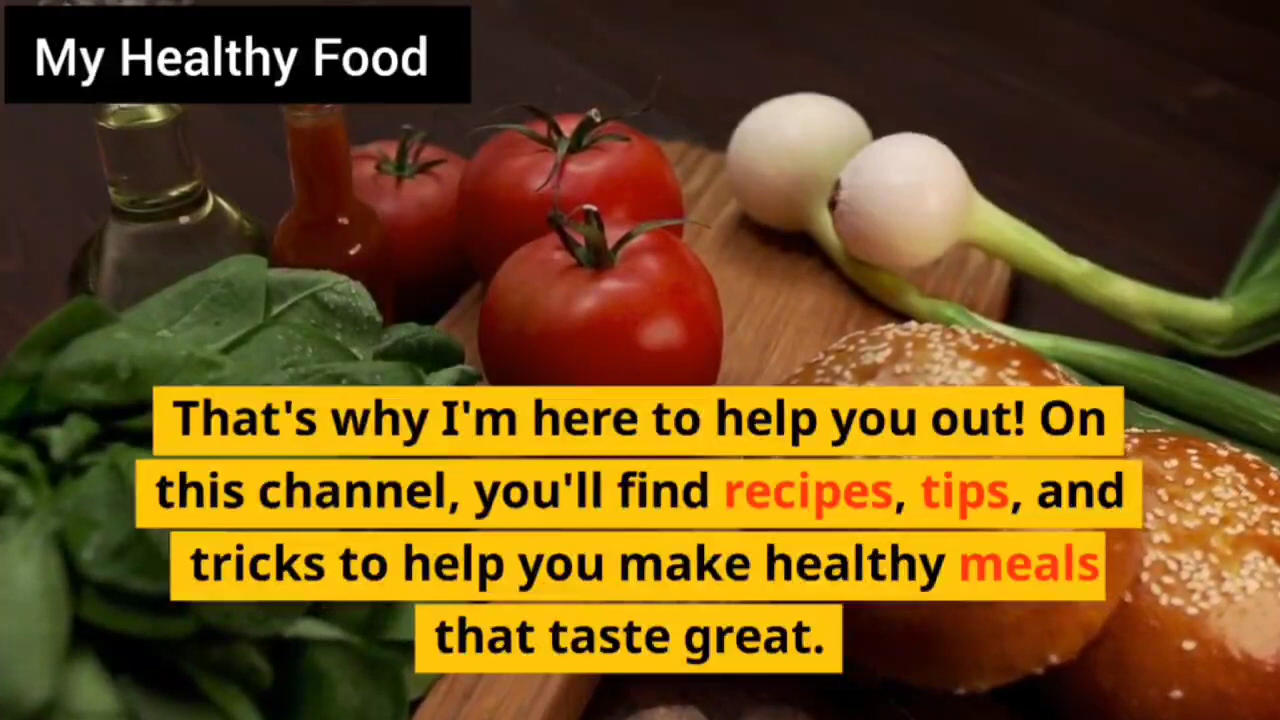 My Healthy Food
That's why I'm here to help you out! On
this channel, you'll find recipes, tips, and
tricks to help you make healthy meals
that taste great.